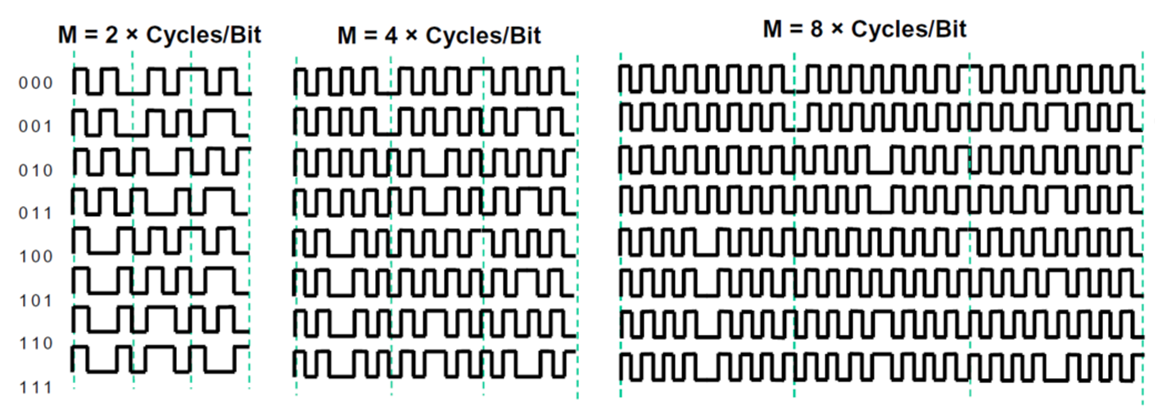 M = 2 × Cycles/Bit
M = 4 × Cycles/Bit
M = 8 × Cycles/Bit
000
001
010
011
100
101
110
111